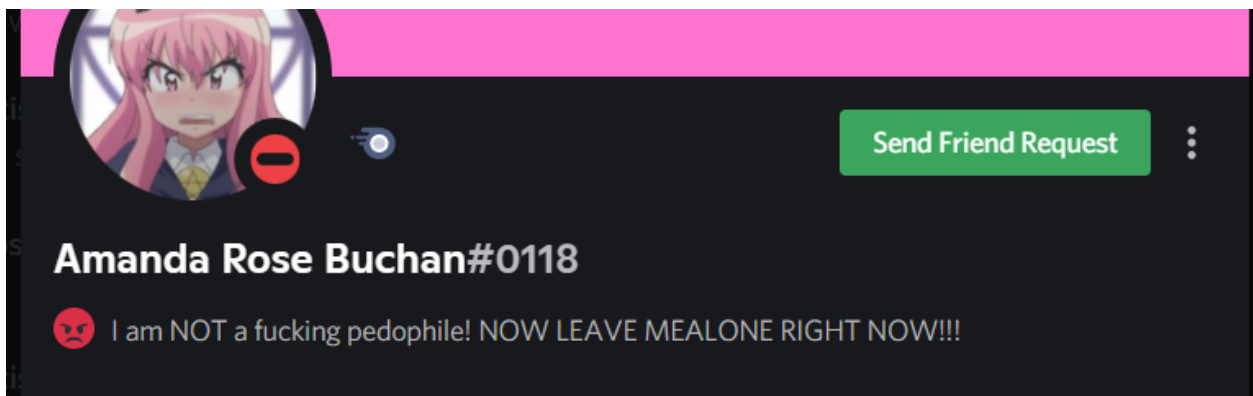 Send Friend Request
Amanda Rose Buchan#0118
I am NOT a fucking pedophile! NOW LEAVE MEALONE RIGHT NOW!!!